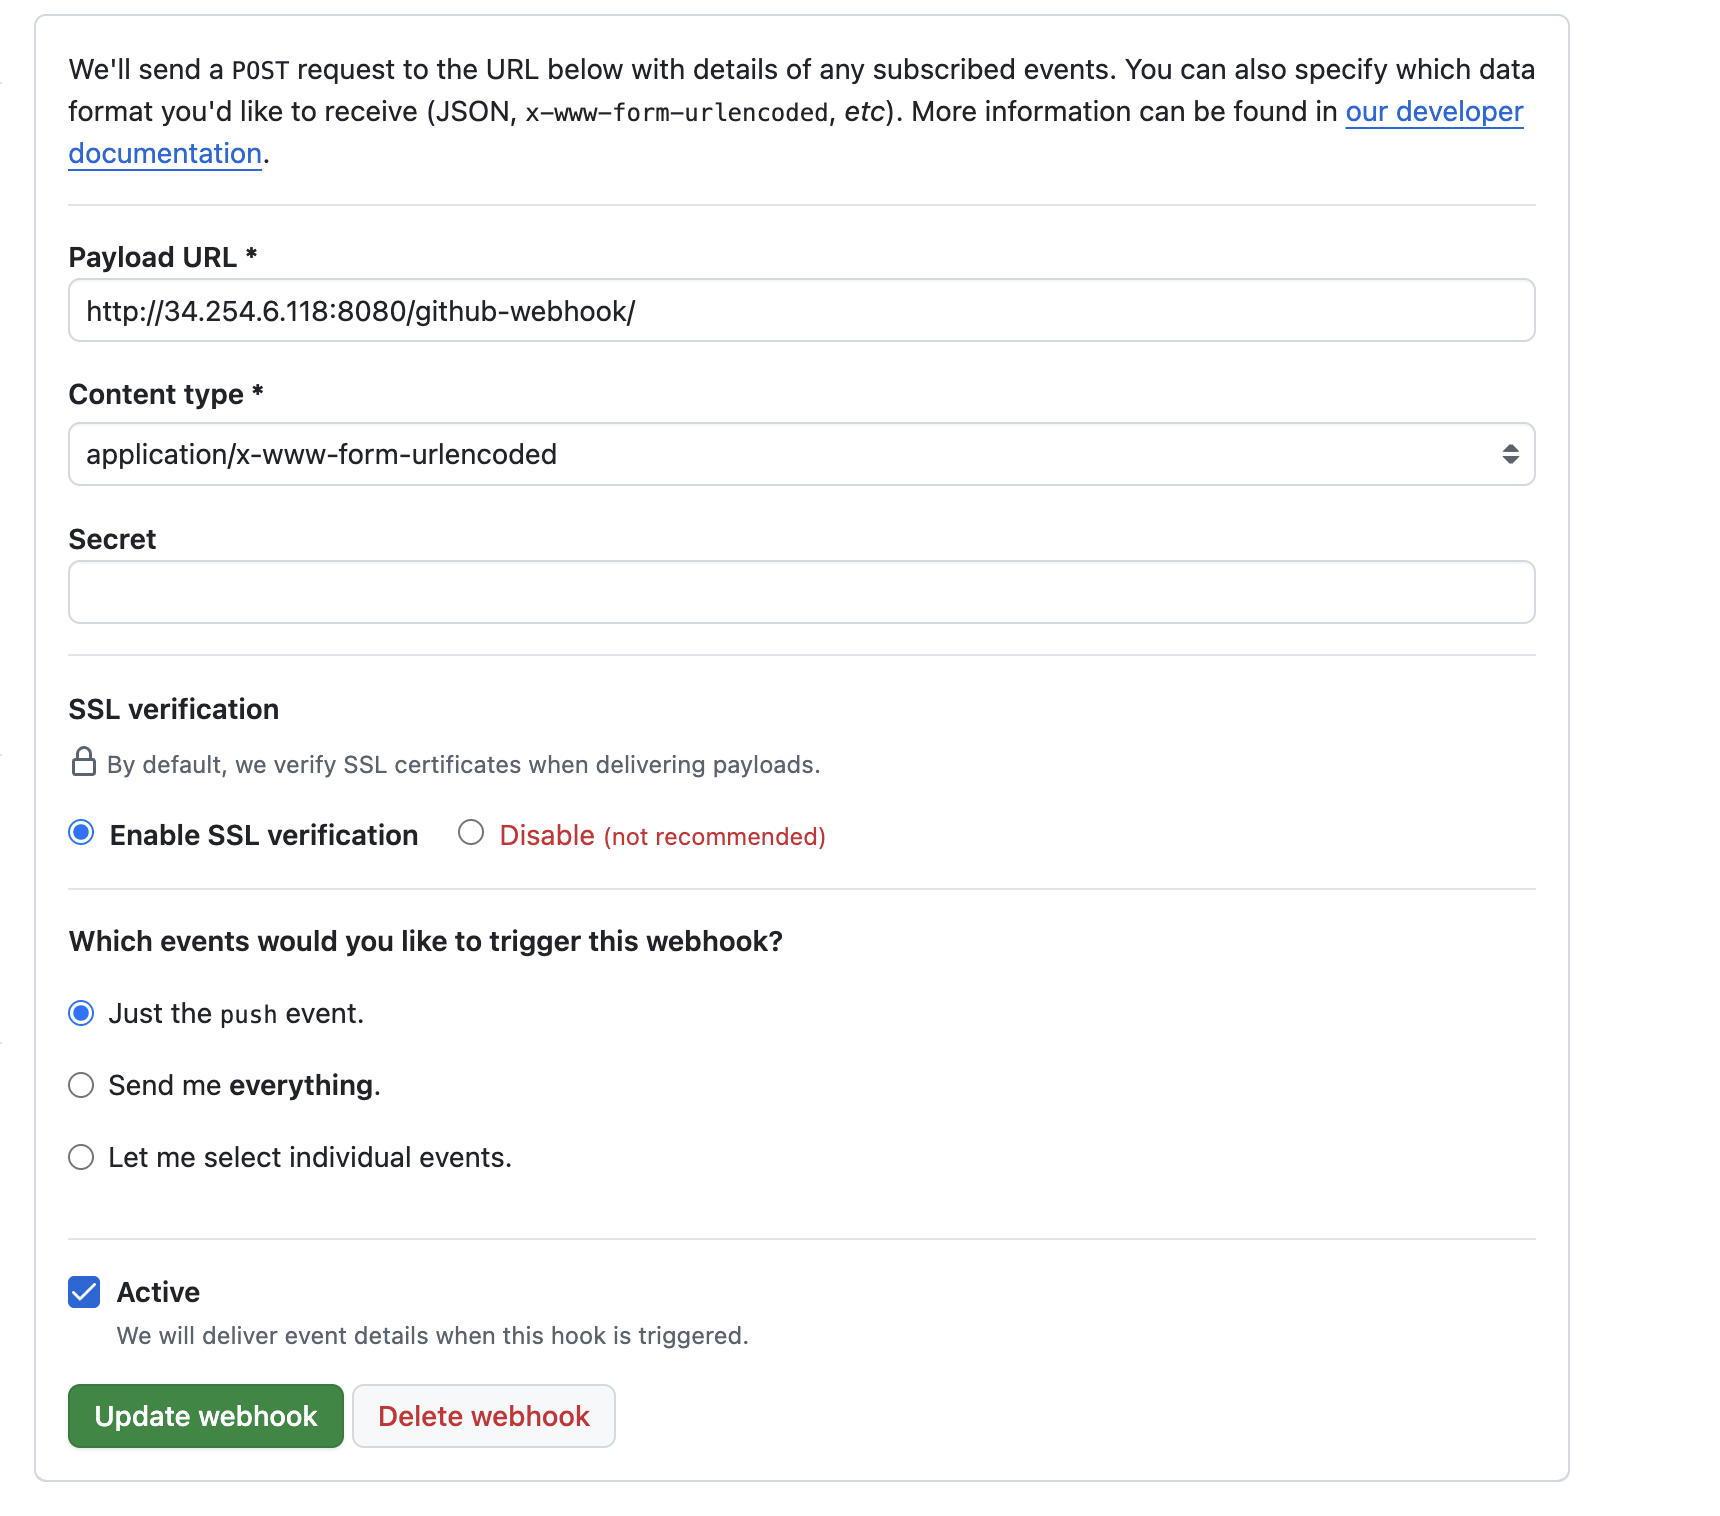 We'll send a POST request to the URL below with details of any subscribed events. You can also specify which data
format you'd like to receive (JSON, x-www-form-urlencoded, etc). More information can be found in our developer
documentation.
Payload URL *
http://34.254.6.118:8080/github-webhook/
Content type *
application/x-www-form-urlencoded
Secret
SSL verification
By default, we verify SSL certificates when delivering payloads.
Enable SSL verification Disable (not recommended)
Which events would you like to trigger this webhook?
Just the push event.
Send me everything.
Let me select individual events.
Active
We will deliver event details when this hook is triggered.
Update webhook Delete webhook